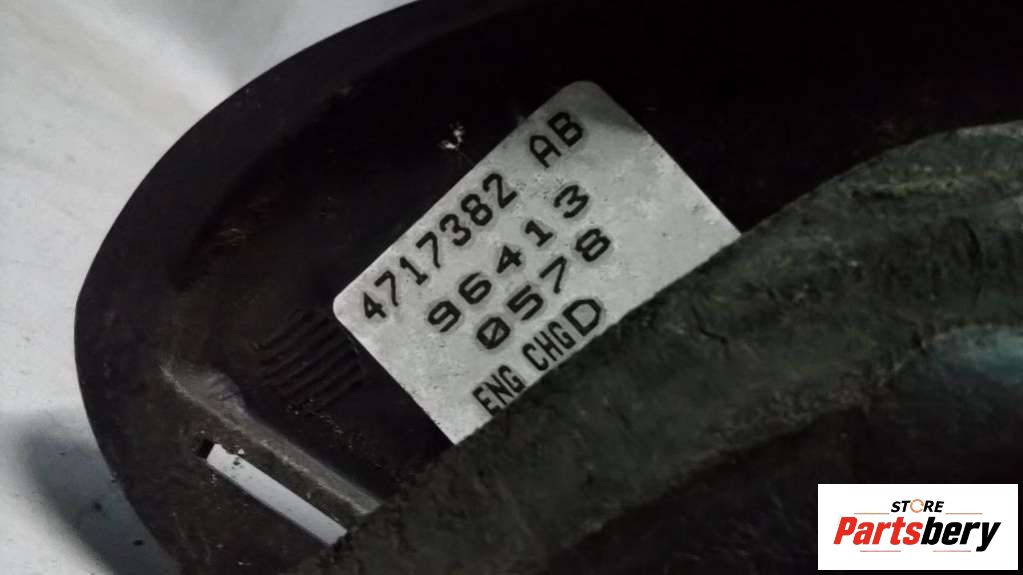 4717382 AB
96413
0578
ENG CHG D
STORE
Partsbery